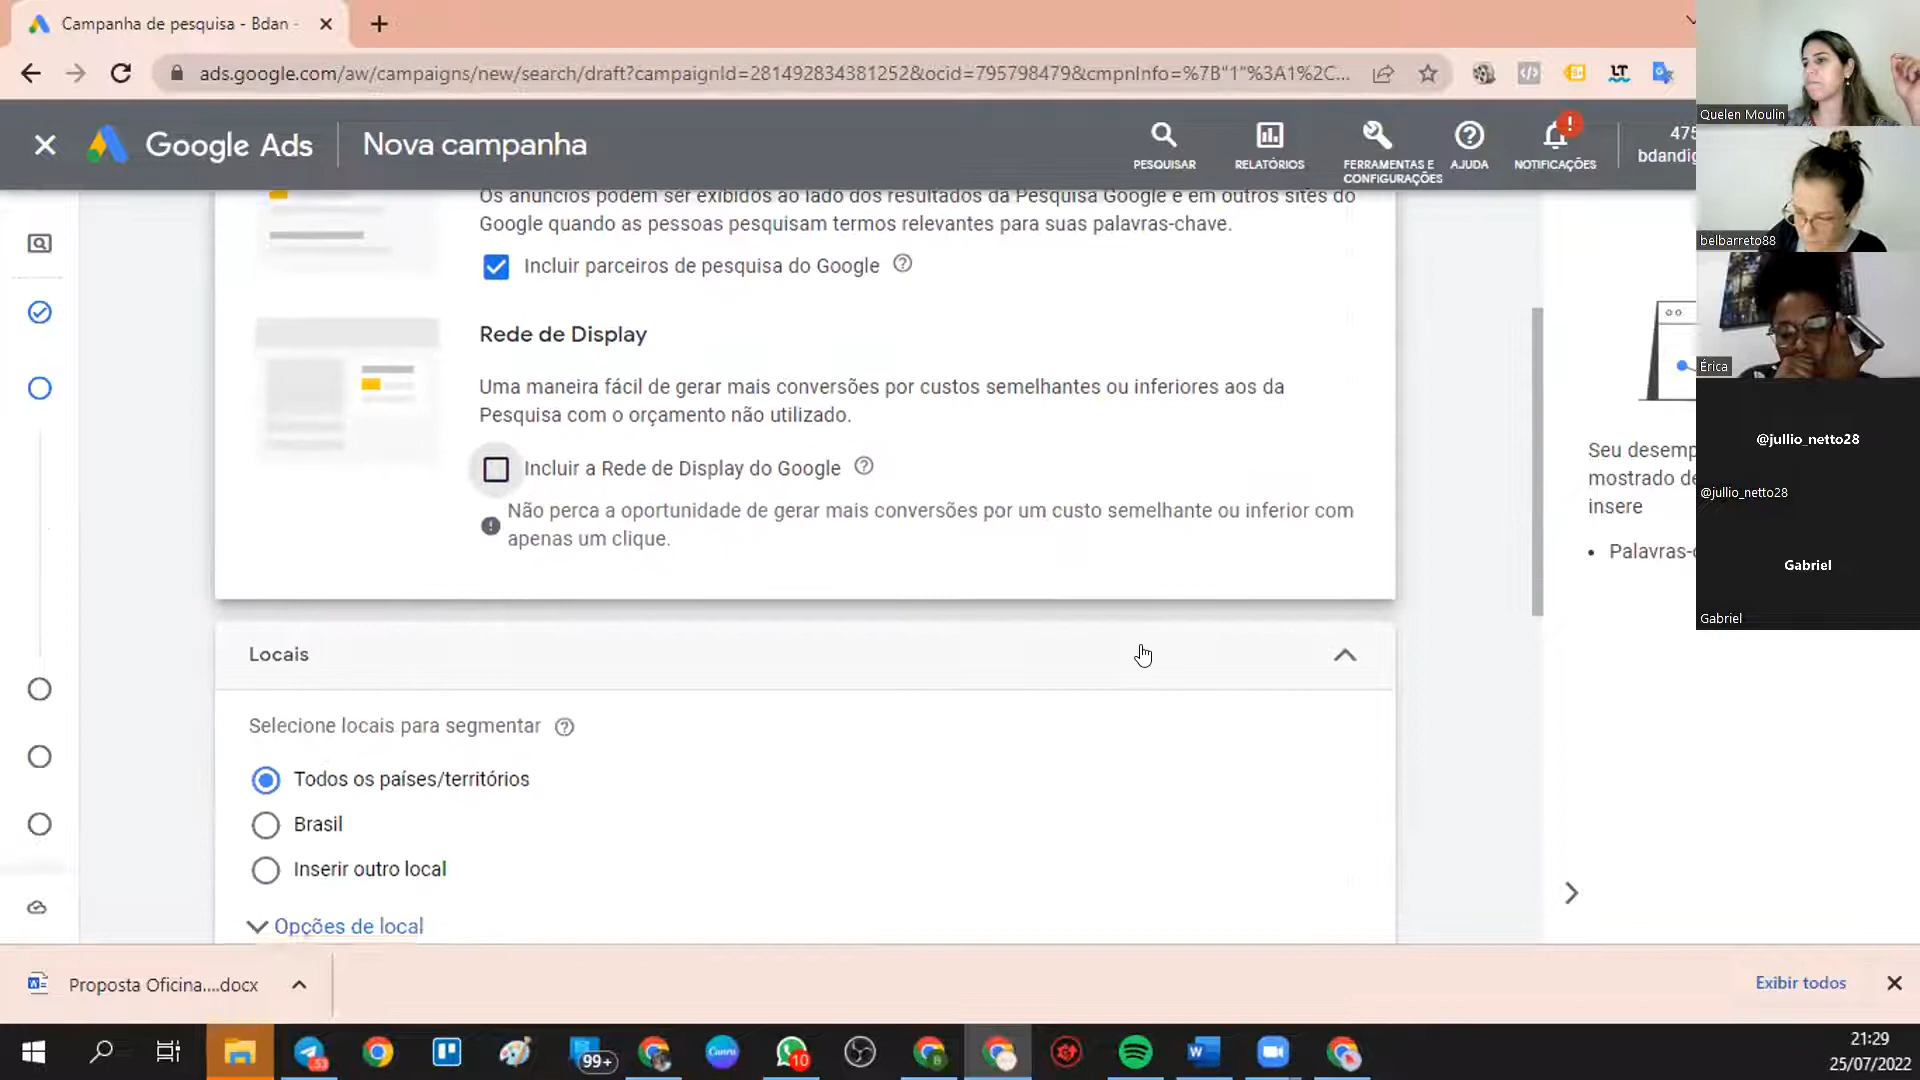 Campanha de pesquisa - Bdan -
ads.google.com/aw/campaigns/new/search/draft?campaignId=281492834381252&ocid=795798479&cmpnInfo=%7B"1"%3A1%2C...
Google Ads
Nova campanha
PESQUISAR
RELATÓRIOS
FERRAMENTAS E
CONFIGURAÇÕES
AJUDA
NOTIFICAÇÕES
475
bdandig
Os anúncios podem ser exibidos ao lado dos resultados da Pesquisa Google e em outros sites do
Google quando as pessoas pesquisam termos relevantes para suas palavras-chave.
Incluir parceiros de pesquisa do Google
Rede de Display
Uma maneira fácil de gerar mais conversões por custos semelhantes ou inferiores aos da
Pesquisa com o orçamento não utilizado.
Incluir a Rede de Display do Google
Não perca a oportunidade de gerar mais conversões por um custo semelhante ou inferior com
apenas um clique.
Locais
Selecione locais para segmentar
Todos os países/territórios
Brasil
Inserir outro local
Opções de local
Seu desemp
mostrado de
insere
• Palavras-c
Quelen Moulin
belbarreto88
Érica
@jullio_netto28
@jullio_netto28
Gabriel
Gabriel
Proposta Oficina....docx
Exibir todos
53
99+
Canva
10
21:29
25/07/2022